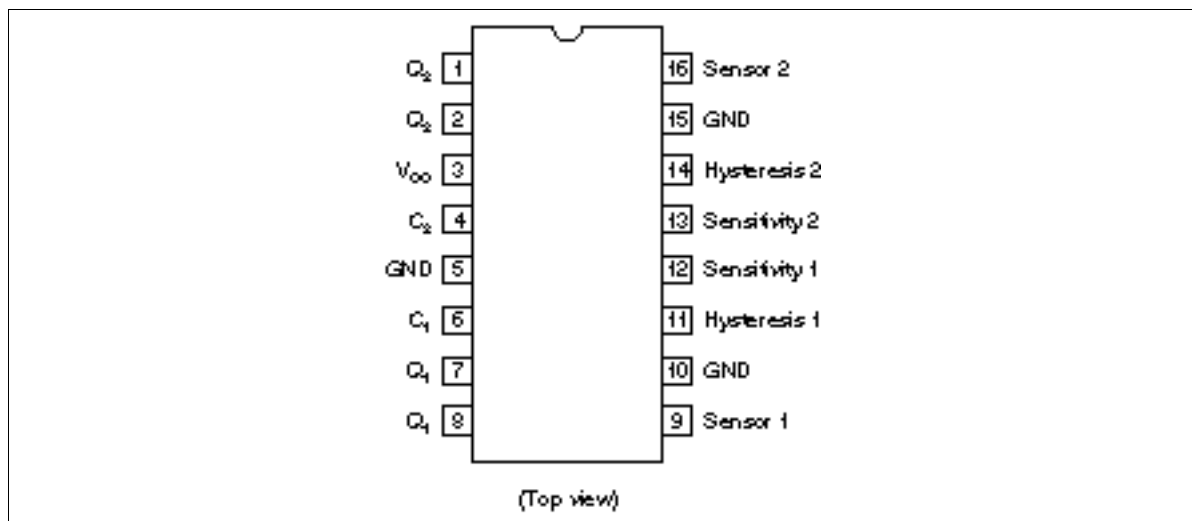 Q₂ 1 16 Sensor 2
Q₂ 2 15 GND
V_CC 3 14 Hysteresis 2
C₂ 4 13 Sensitivity 2
GND 5 12 Sensitivity 1
C₁ 6 11 Hysteresis 1
Q₁ 7 10 GND
Q₁ 8 9 Sensor 1
(Top view)